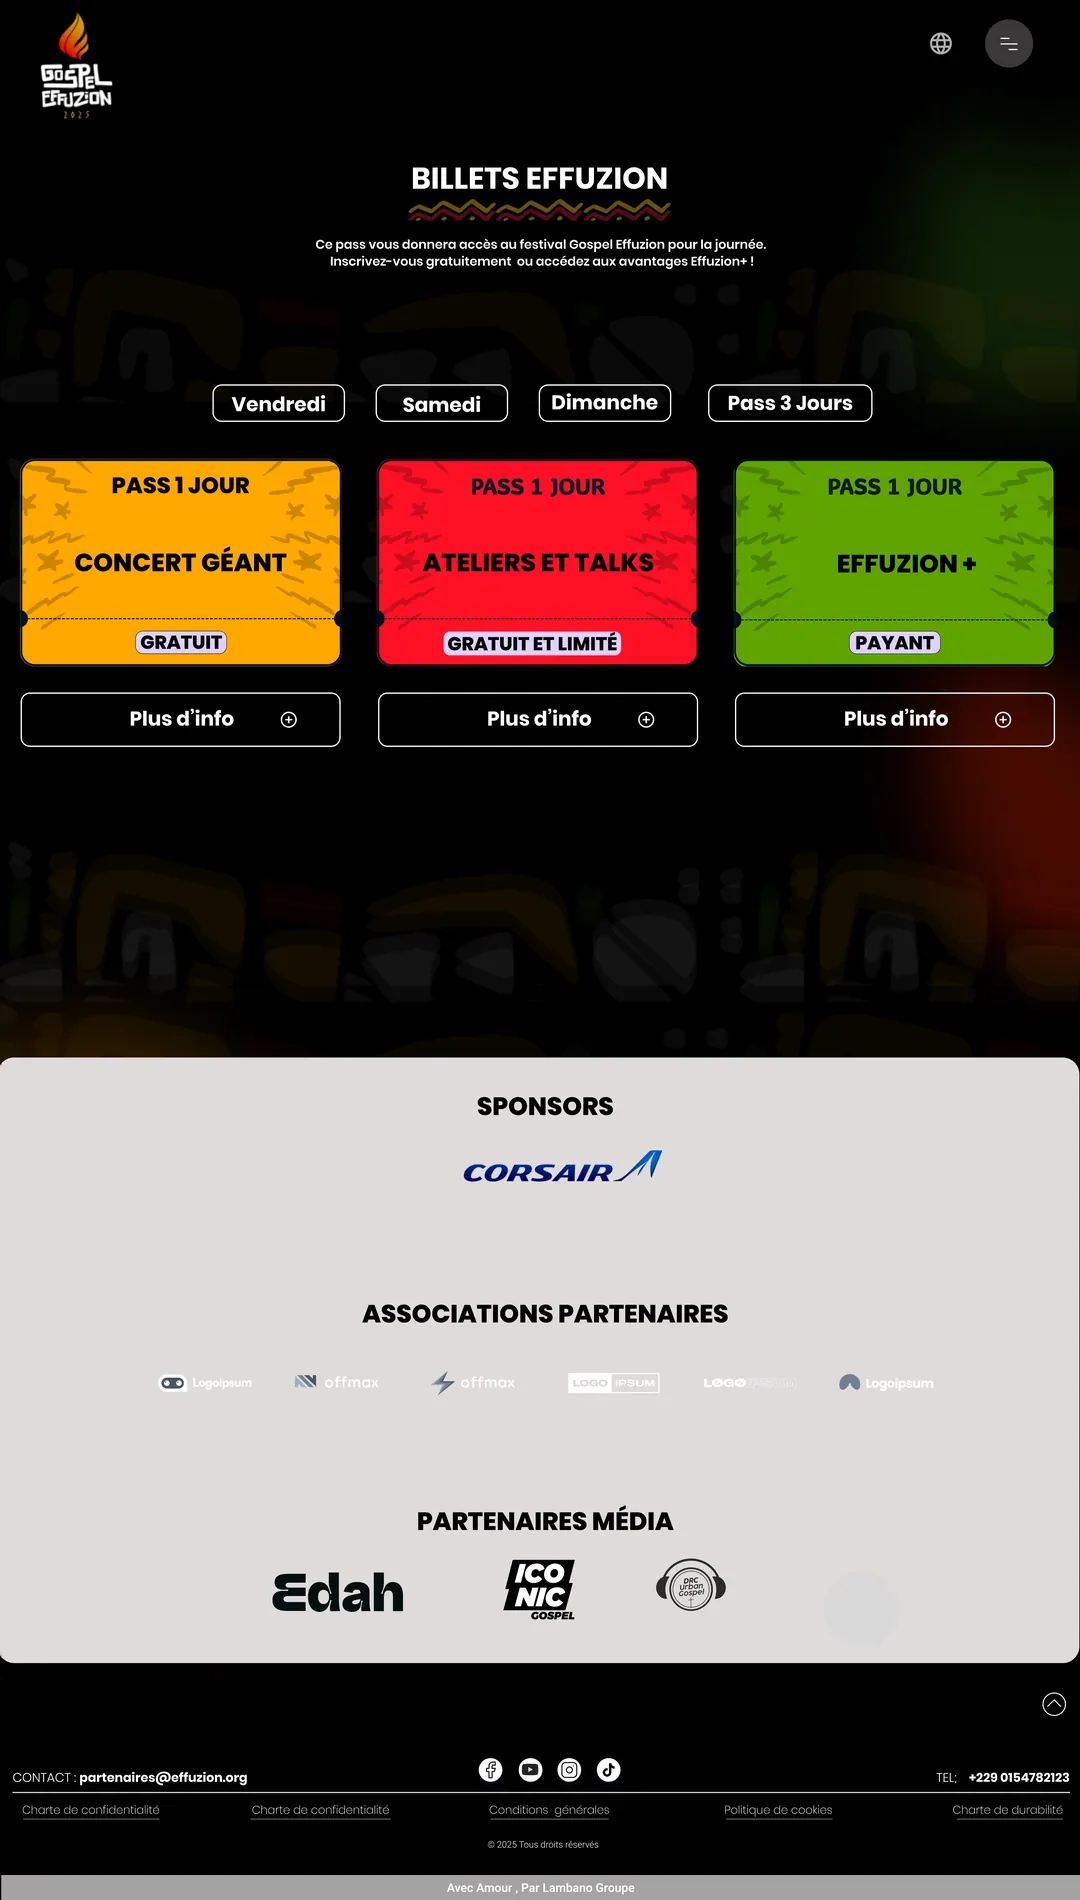 GOSPEL
EFFUZION
2025
BILLETS EFFUZION
Ce pass vous donnera accès au festival Gospel Effuzion pour la journée.
Inscrivez-vous gratuitement ou accédez aux avantages Effuzion+ !
Vendredi
Samedi
Dimanche
Pass 3 Jours
PASS 1 JOUR
CONCERT GÉANT
GRATUIT
PASS 1 JOUR
ATELIERS ET TALKS
GRATUIT ET LIMITÉ
PASS 1 JOUR
EFFUZION +
PAYANT
Plus d'info
Plus d'info
Plus d'info
SPONSORS
CORSAIR
ASSOCIATIONS PARTENAIRES
Logoipsum
offmax
offmax
LOGO IPSUM
LOGOIPSUM
Logoipsum
PARTENAIRES MÉDIA
Edah
ICO
NIC
GOSPEL
DRC
Urban
Gospel
CONTACT : partenaires@effuzion.org
TEL; +229 0154782123
Charte de confidentialité
Charte de confidentialité
Conditions générales
Politique de cookies
Charte de durabilité
© 2025 Tous droits réservés
Avec Amour , Par Lambano Groupe